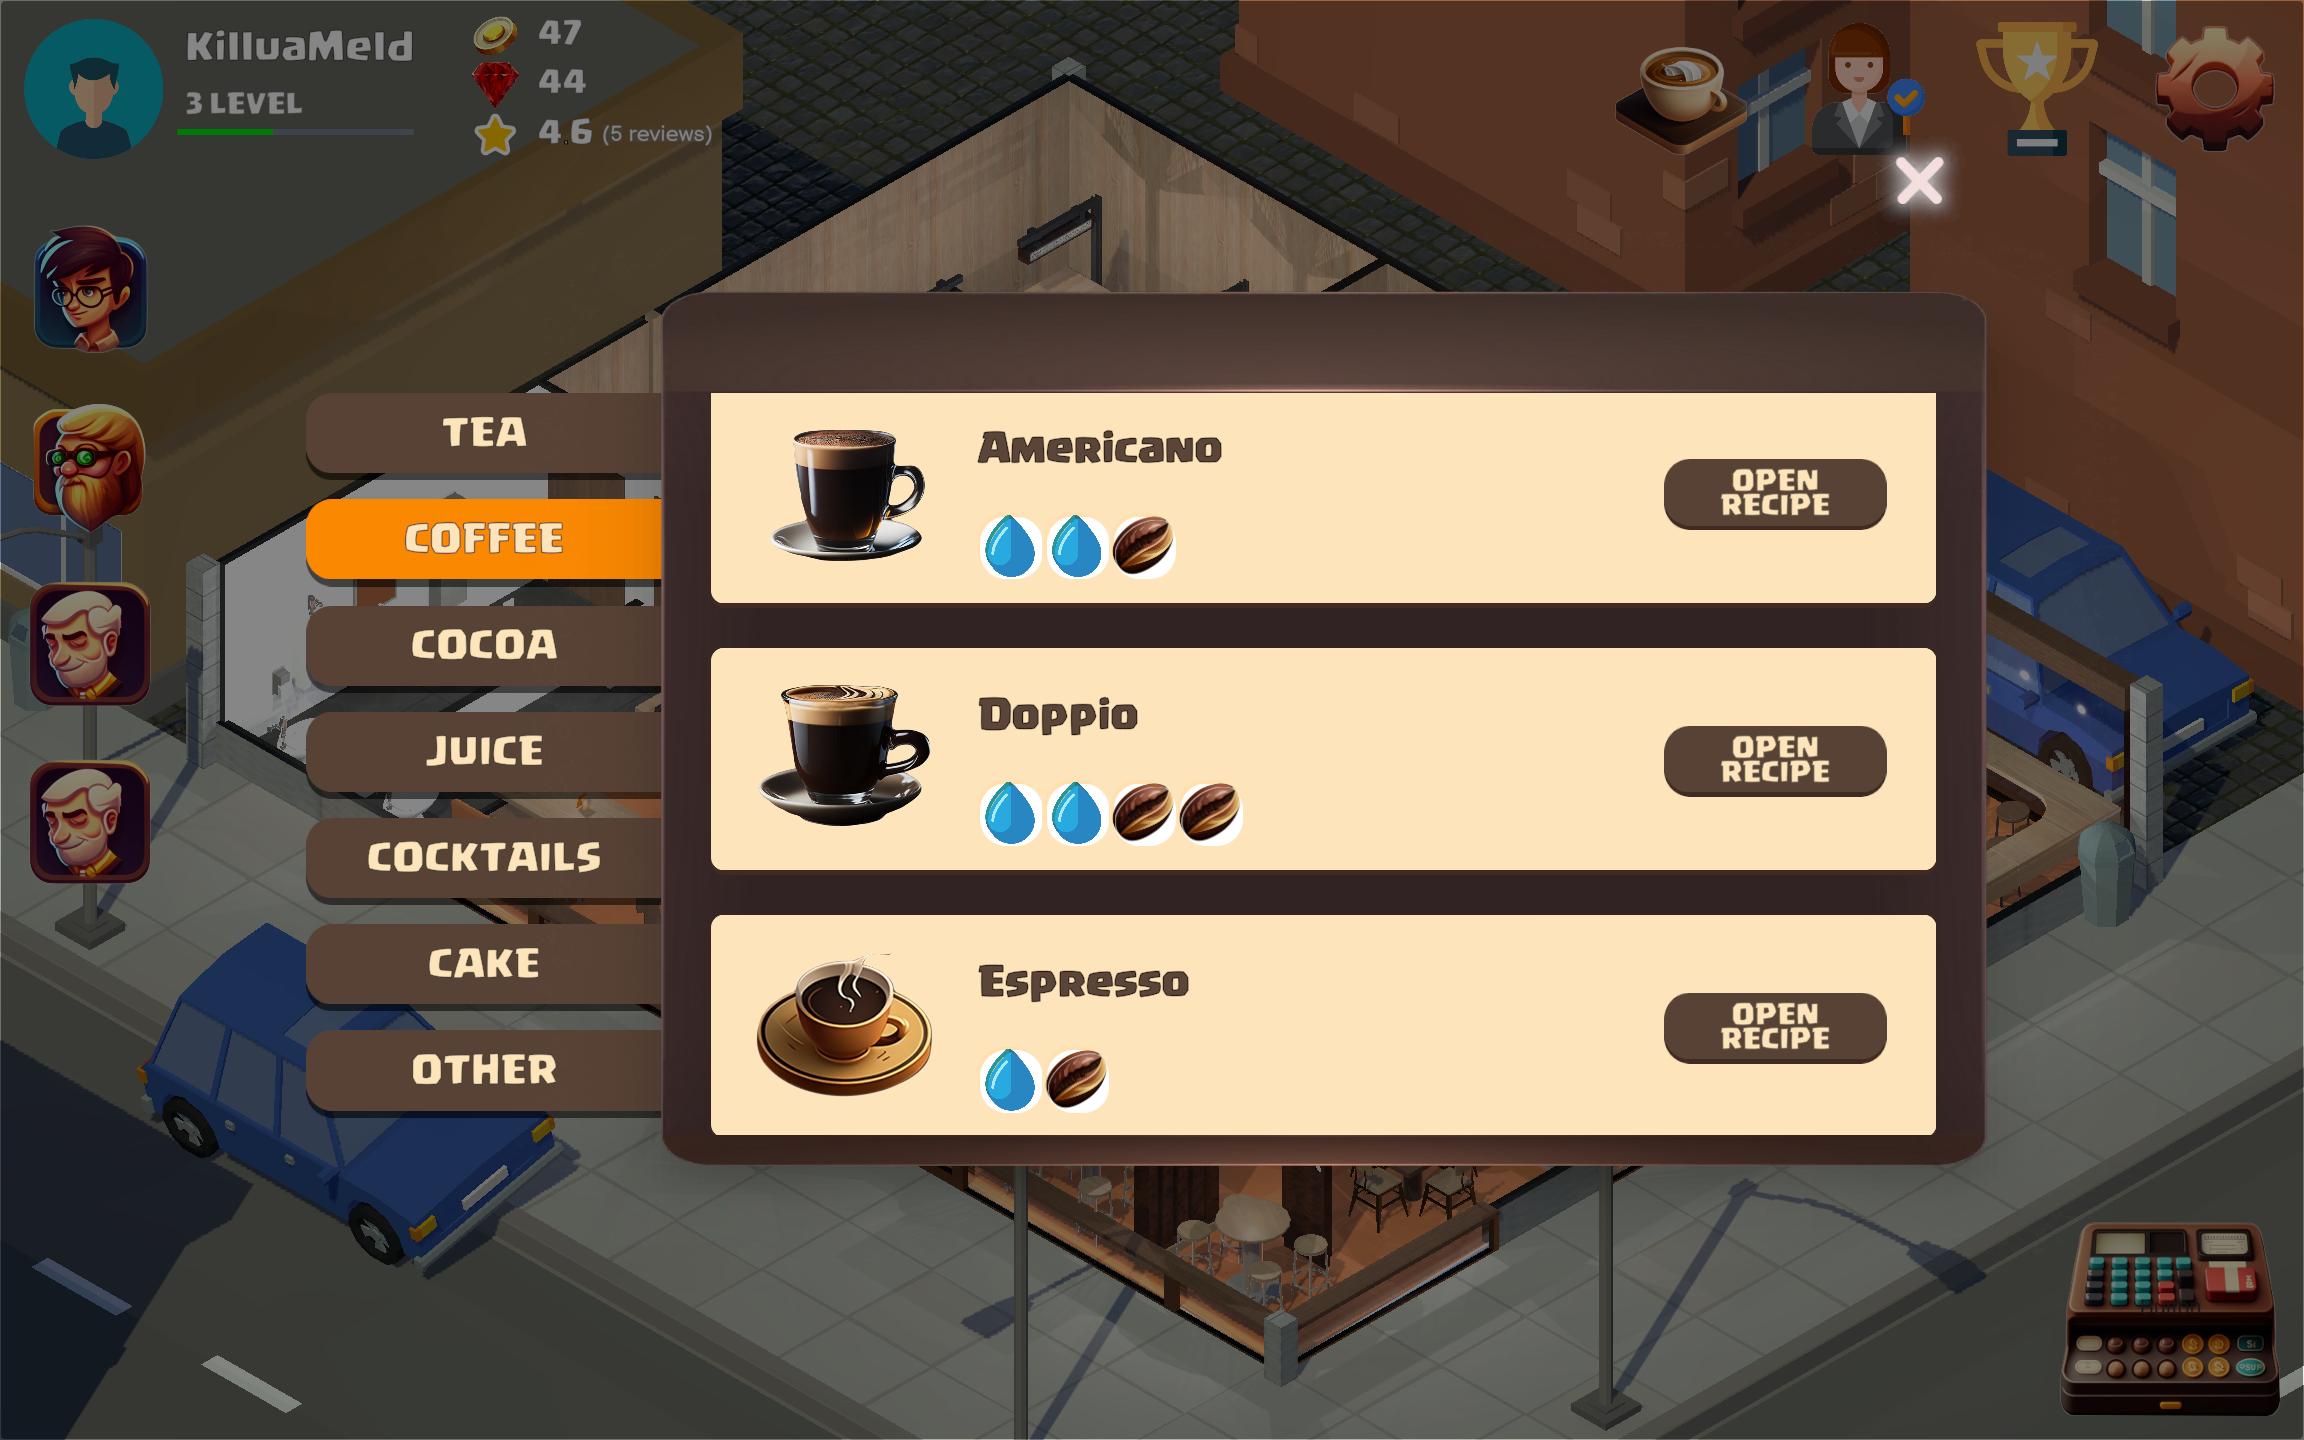 KilluaMeld
3 LEVEL
47
44
4.6 (5 reviews)
TEA
COFFEE
COCOA
JUICE
COCKTAILS
CAKE
OTHER
Americano
OPEN
RECIPE
Doppio
OPEN
RECIPE
Espresso
OPEN
RECIPE